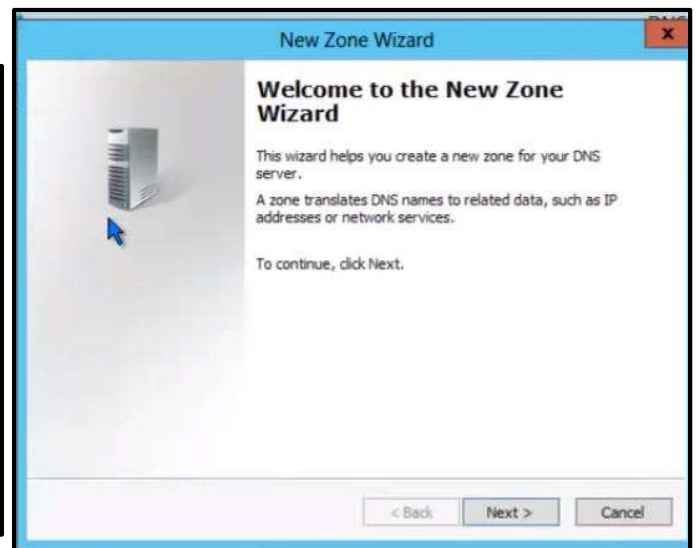 New Zone Wizard
x
Welcome to the New Zone
Wizard
This wizard helps you create a new zone for your DNS
server.
A zone translates DNS names to related data, such as IP
addresses or network services.
To continue, click Next.
< Back
Next >
Cancel